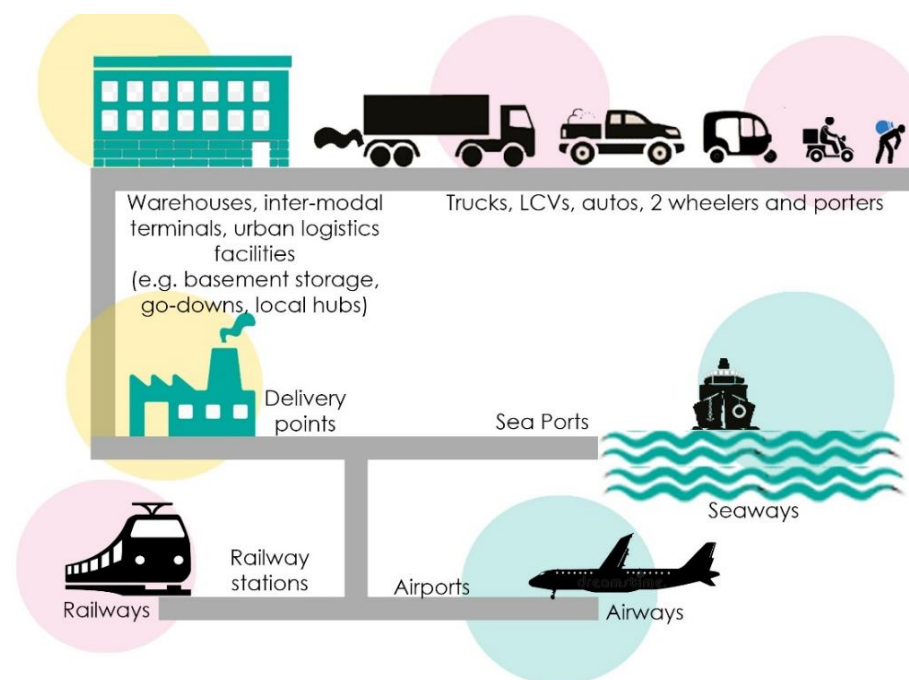 Warehouses, inter-modal
terminals, urban logistics
facilities
(e.g. basement storage,
go-downs, local hubs)
Trucks, LCVs, autos, 2 wheelers and porters
Delivery
points
Sea Ports
Seaways
Railway
stations
Railways
Airports
dreamstime
Airways